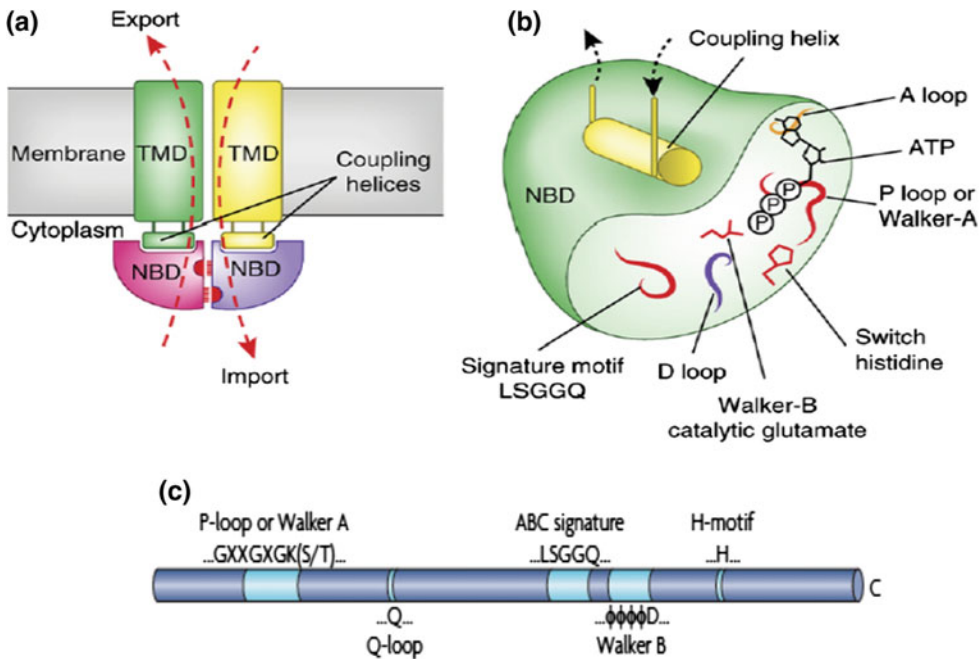 (a)
Export
Membrane
TMD
TMD
Coupling
helices
Cytoplasm
NBD
NBD
Import
(b)
Coupling helix
A loop
ATP
NBD
P
P
P
P loop or
Walker-A
Signature motif
LSGGQ
D loop
Walker-B
catalytic glutamate
Switch
histidine
(c)
P-loop or Walker A
...GXXGXGK(S/T)...
ABC signature
...LSGGQ...
H-motif
...H...
C
...Q...
Q-loop
...ϕϕϕϕD...
Walker B